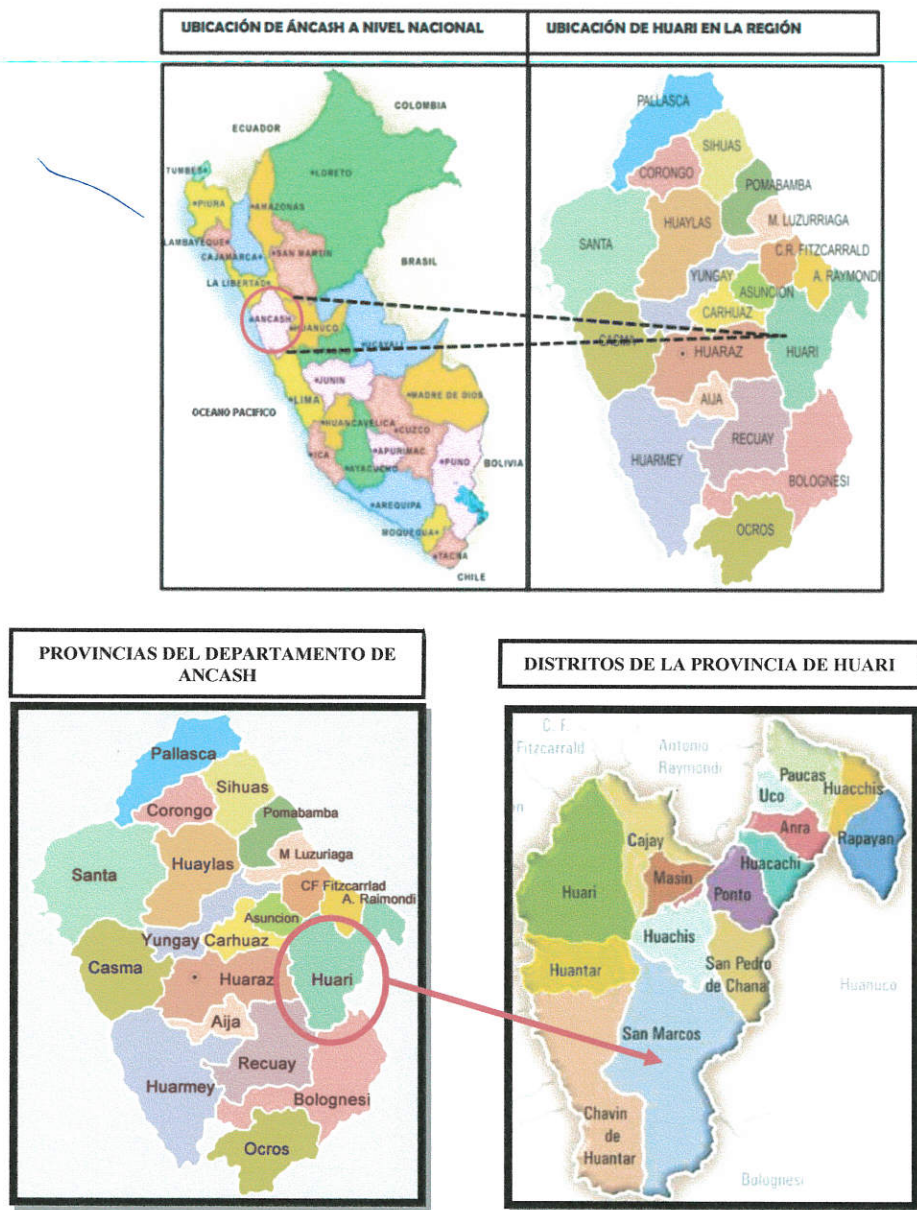 UBICACIÓN DE ÁNCASH A NIVEL NACIONAL
UBICACIÓN DE HUARI EN LA REGIÓN
COLOMBIA
ECUADOR
TUMBES
LORETO
PIURA
AMAZONAS
LAMBAYEQUE
CAJAMARCA
SAN MARTIN
BRASIL
LA LIBERTAD
ANCASH
HUANUCO
UCAYALI
JUNIN
LIMA
MADRE DE DIOS
OCEANO PACIFICO
HUANCAVELICA
CUZCO
ICA
APURIMAC
PUNO
AYACUCHO
BOLIVIA
AREQUIPA
MOQUEGUA
TACNA
CHILE
PALLASCA
SIHUAS
CORONGO
POMABAMBA
HUAYLAS
M. LUZURRIAGA
SANTA
C.R. FITZCARRALD
YUNGAY
A. RAYMONDI
ASUNCION
CARHUAZ
CASMA
HUARAZ
HUARI
AIJA
RECUAY
HUARMEY
BOLOGNESI
OCROS
PROVINCIAS DEL DEPARTAMENTO DE
ANCASH
Pallasca
Sihuas
Corongo
Pomabamba
M Luzuriaga
Huaylas
Santa
CF Fitzcarrlad
A. Raimondi
Asuncion
Yungay
Carhuaz
Casma
Huaraz
Huari
Aija
Recuay
Huarmey
Bolognesi
Ocros
DISTRITOS DE LA PROVINCIA DE HUARI
C. F.
Fitzcarrald
Antonio
Raymondi
Paucas
Huacchis
Uco
Anra
Rapayan
Cajay
Huacachi
Masin
Ponto
Huari
Huachis
San Pedro
de Chana
Huantar
Huanuco
San Marcos
Chavin
de
Huantar
Bolognesi